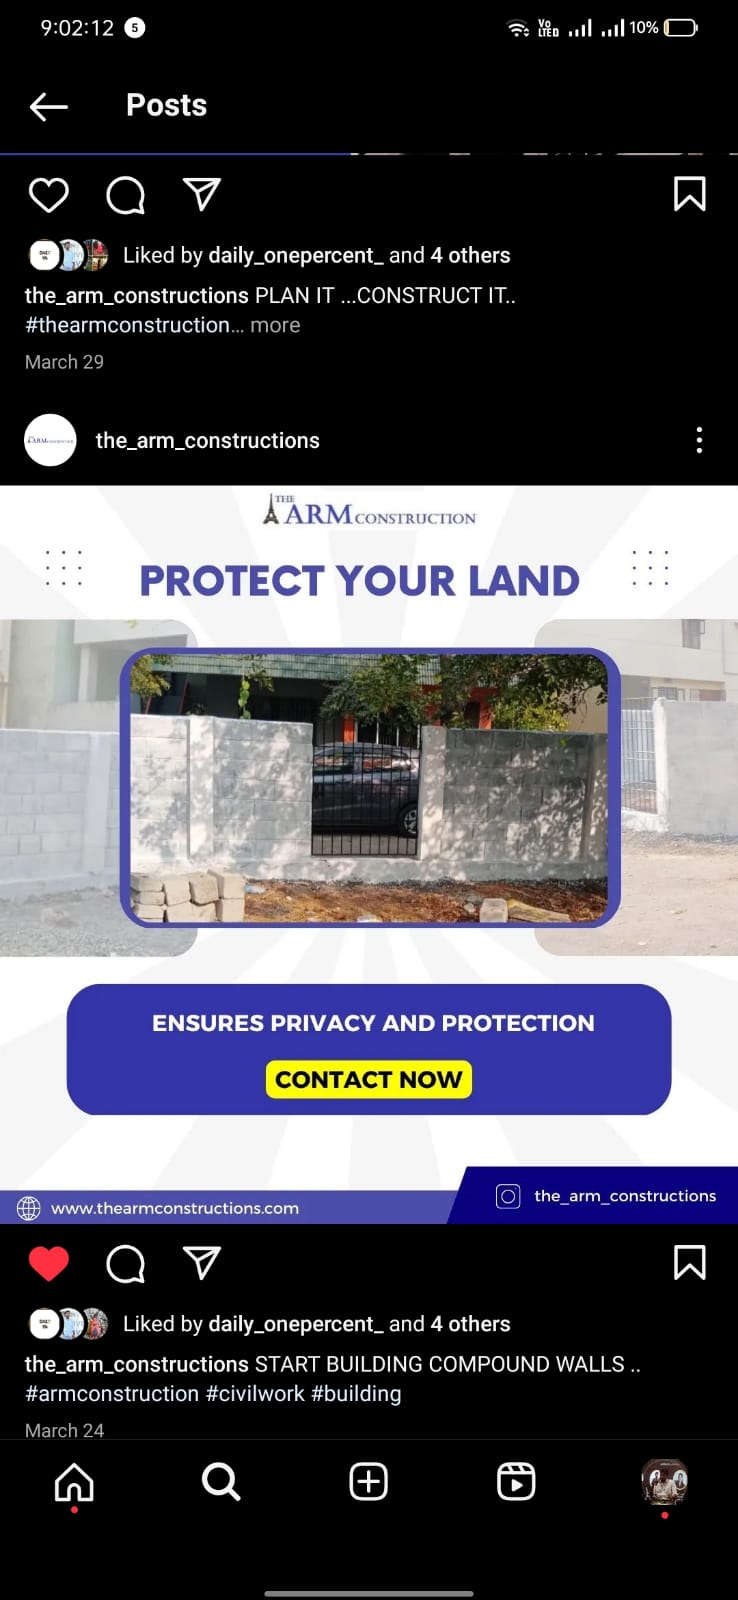 9:02:12 5 Vo LTED 10%
Posts
Liked by daily_onepercent_ and 4 others
the_arm_constructions PLAN IT ...CONSTRUCT IT..
#thearmconstruction... more
March 29
the_arm_constructions
THE
ARM CONSTRUCTION
PROTECT YOUR LAND
ENSURES PRIVACY AND PROTECTION
CONTACT NOW
www.thearmconstructions.com
the_arm_constructions
Liked by daily_onepercent_ and 4 others
the_arm_constructions START BUILDING COMPOUND WALLS ..
#armconstruction #civilwork #building
March 24